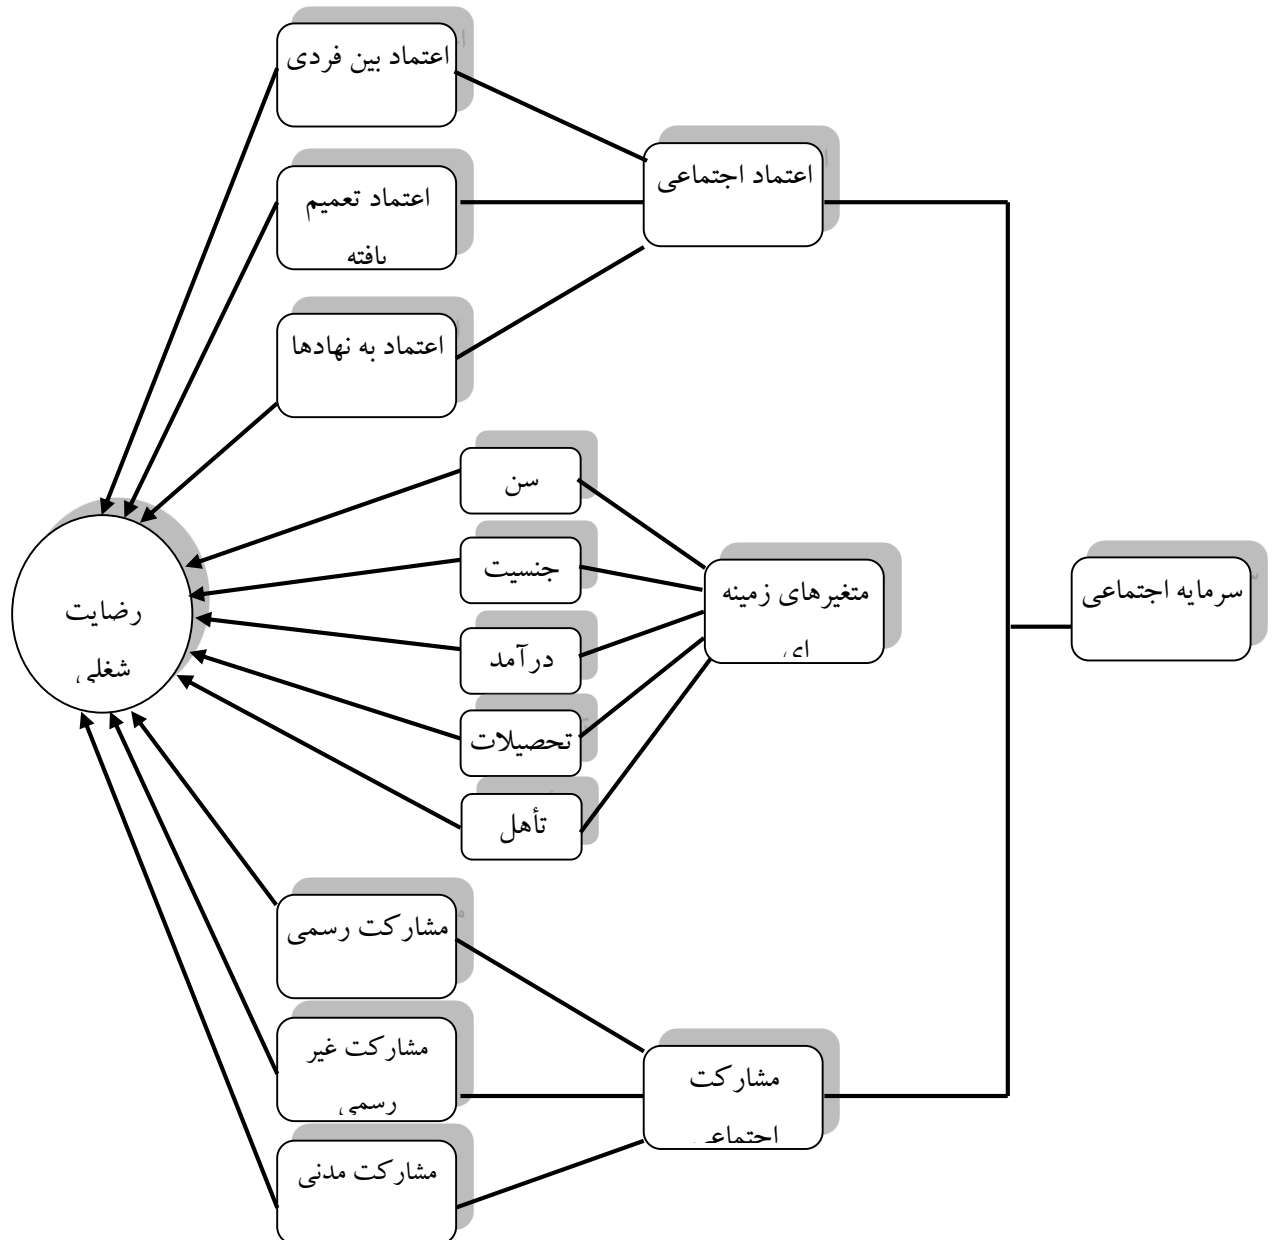 اعتماد بین فردی
اعتماد اجتماعی
اعتماد تعمیم
یافته
اعتماد به نهادها
سن
جنسیت
متغیرهای زمینه
ای
سرمایه اجتماعی
رضایت
شغلی
درآمد
تحصیلات
تأهل
مشارکت رسمی
مشارکت غیر
رسمی
مشارکت
اجتماعی
مشارکت مدنی